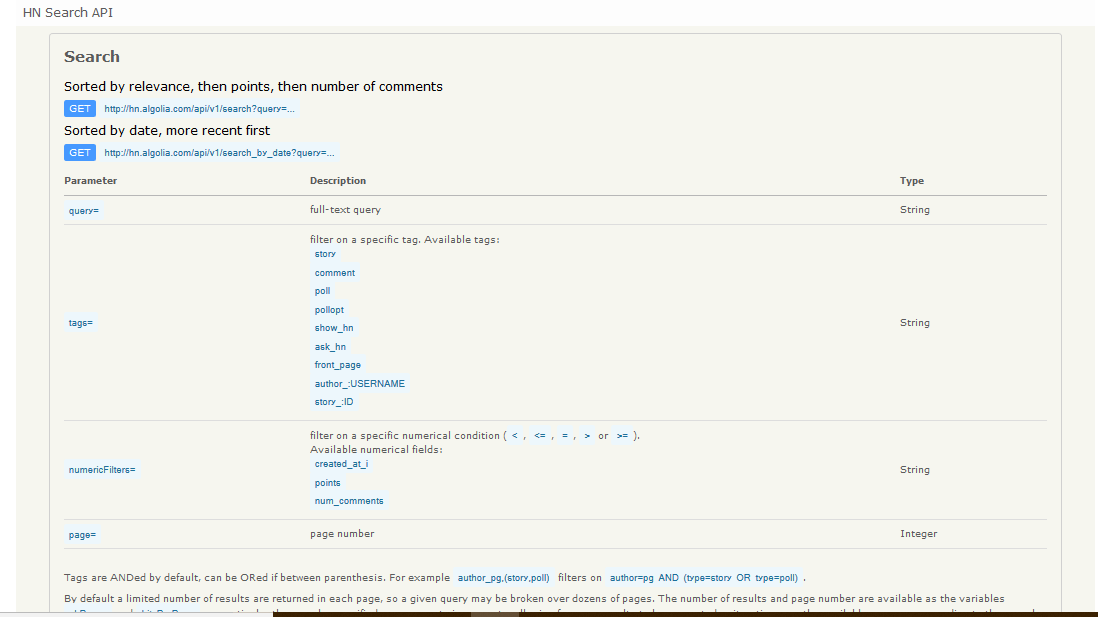 HN Search API
Search
Sorted by relevance, then points, then number of comments
GET http://hn.algolia.com/api/v1/search?query=...
Sorted by date, more recent first
GET http://hn.algolia.com/api/v1/search_by_date?query=...
Parameter Description Type
query= full-text query String
filter on a specific tag. Available tags:
story
comment
poll
pollopt
show_hn
tags= String
ask_hn
front_page
author_:USERNAME
story_:ID
filter on a specific numerical condition ( < , <= , = , > or >= ).
Available numerical fields:
created_at_i
numericFilters= String
points
num_comments
page= page number Integer
Tags are ANDed by default, can be ORed if between parenthesis. For example author_pg,(story,poll) filters on author=pg AND (type=story OR type=poll) .
By default a limited number of results are returned in each page, so a given query may be broken over dozens of pages. The number of results and page number are available as the variables